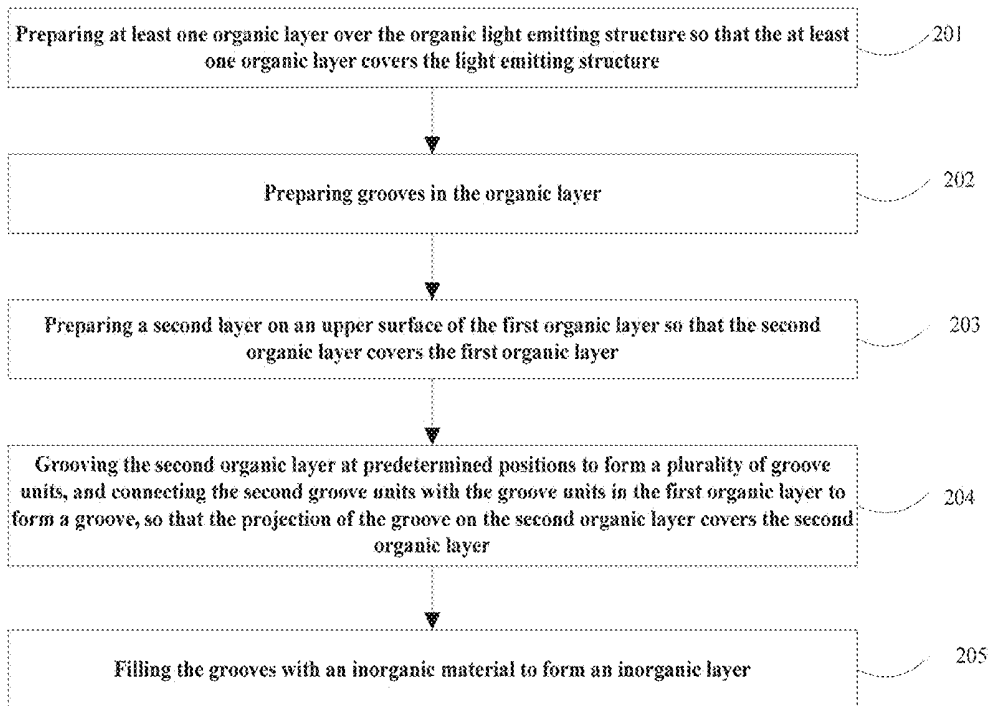 Preparing at least one organic layer over the organic light emitting structure so that the at least
one organic layer covers the light emitting structure
201
Preparing grooves in the organic layer
202
Preparing a second layer on an upper surface of the first organic layer so that the second
organic layer covers the first organic layer
203
Grooving the second organic layer at predetermined positions to form a plurality of groove
units, and connecting the second groove units with the groove units in the first organic layer to
form a groove, so that the projection of the groove on the second organic layer covers the second
organic layer
204
Filling the grooves with an inorganic material to form an inorganic layer
205